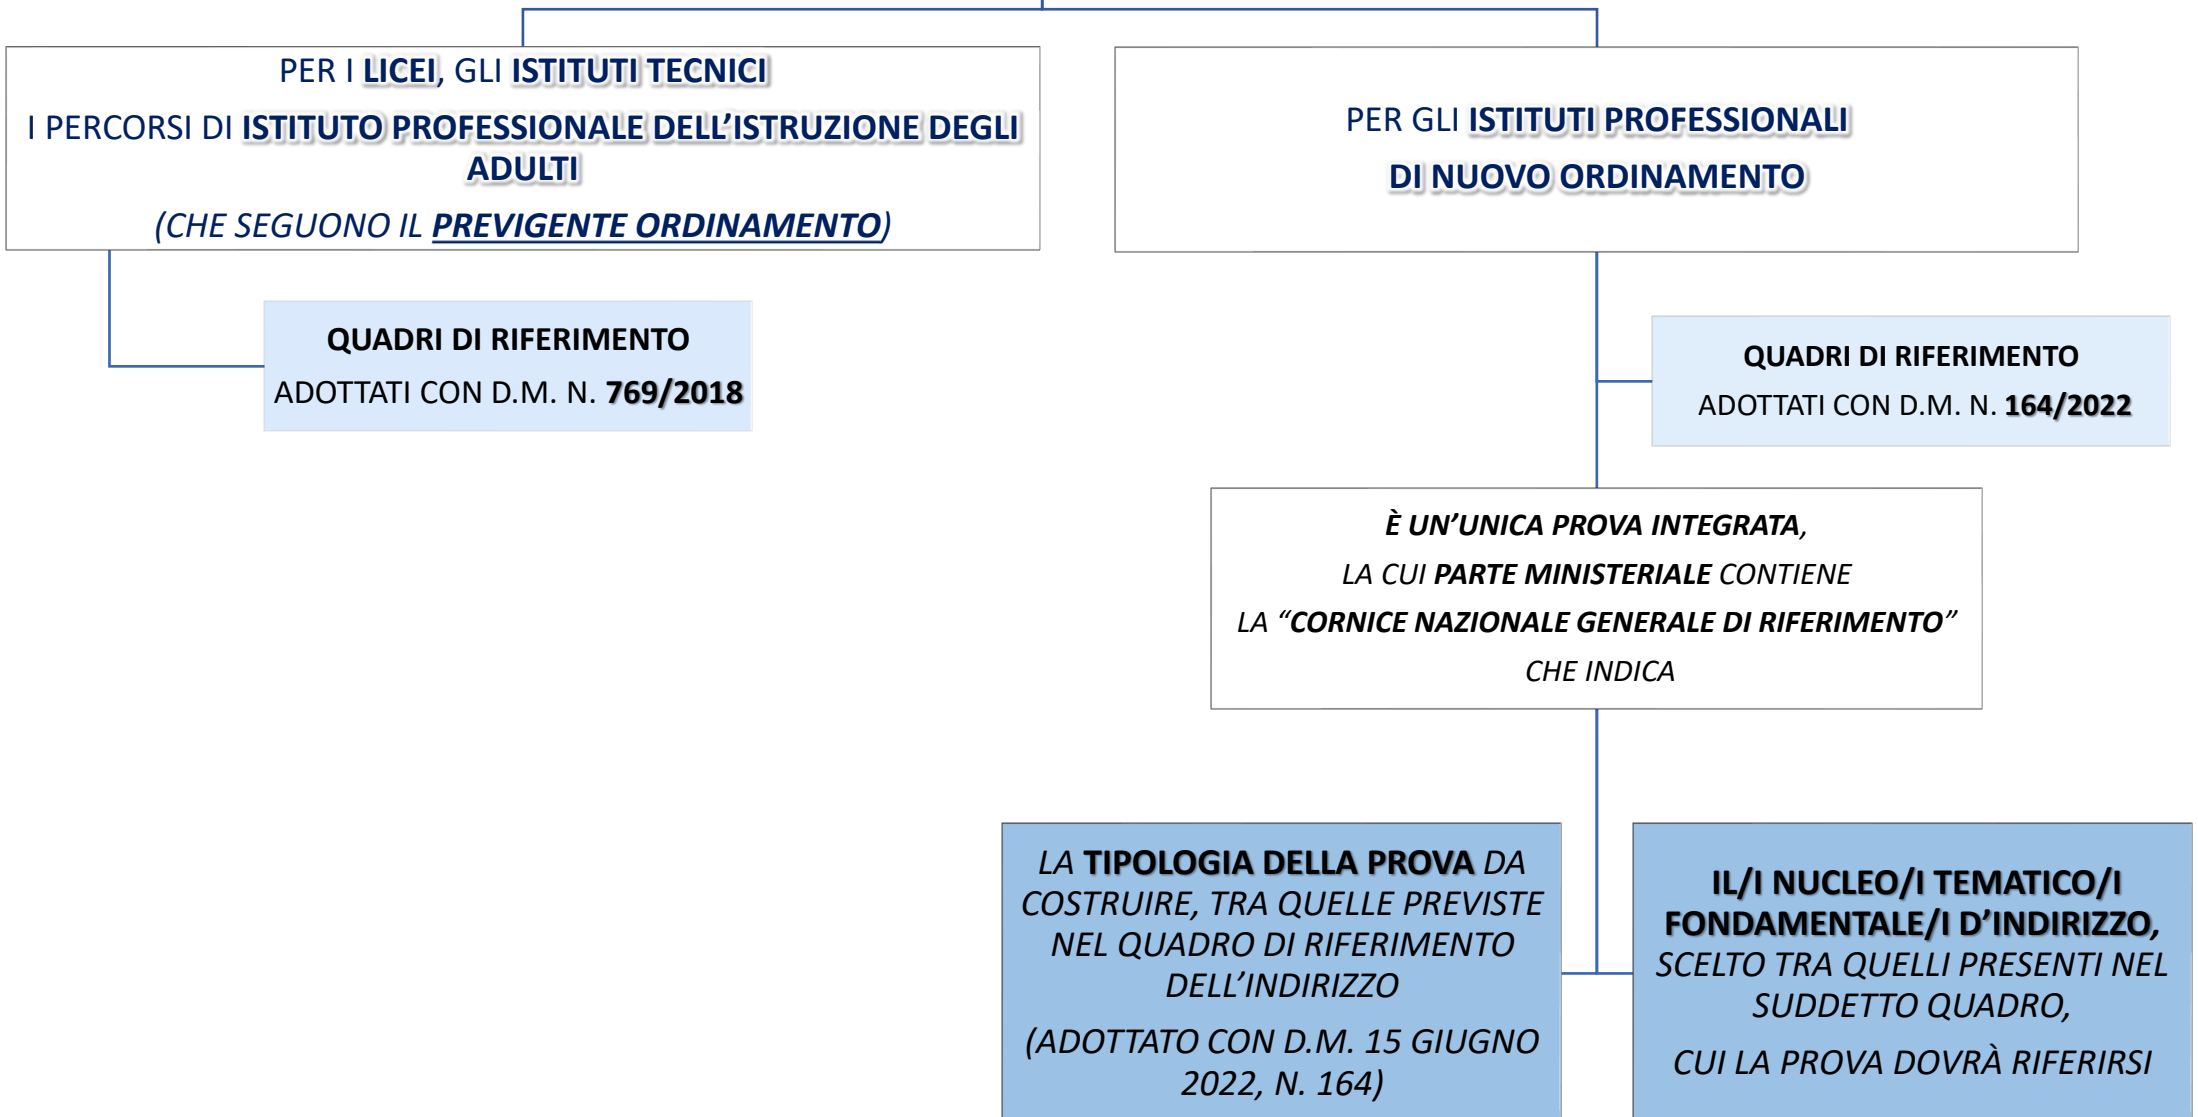 PER I LICEI, GLI ISTITUTI TECNICI
I PERCORSI DI ISTITUTO PROFESSIONALE DELL’ISTRUZIONE DEGLI
ADULTI
(CHE SEGUONO IL PREVIGENTE ORDINAMENTO)
QUADRI DI RIFERIMENTO
ADOTTATI CON D.M. N. 769/2018
PER GLI ISTITUTI PROFESSIONALI
DI NUOVO ORDINAMENTO
QUADRI DI RIFERIMENTO
ADOTTATI CON D.M. N. 164/2022
È UN’UNICA PROVA INTEGRATA,
LA CUI PARTE MINISTERIALE CONTIENE
LA “CORNICE NAZIONALE GENERALE DI RIFERIMENTO”
CHE INDICA
LA TIPOLOGIA DELLA PROVA DA
COSTRUIRE, TRA QUELLE PREVISTE
NEL QUADRO DI RIFERIMENTO
DELL’INDIRIZZO
(ADOTTATO CON D.M. 15 GIUGNO
2022, N. 164)
IL/I NUCLEO/I TEMATICO/I
FONDAMENTALE/I D’INDIRIZZO,
SCELTO TRA QUELLI PRESENTI NEL
SUDDETTO QUADRO,
CUI LA PROVA DOVRÀ RIFERIRSI